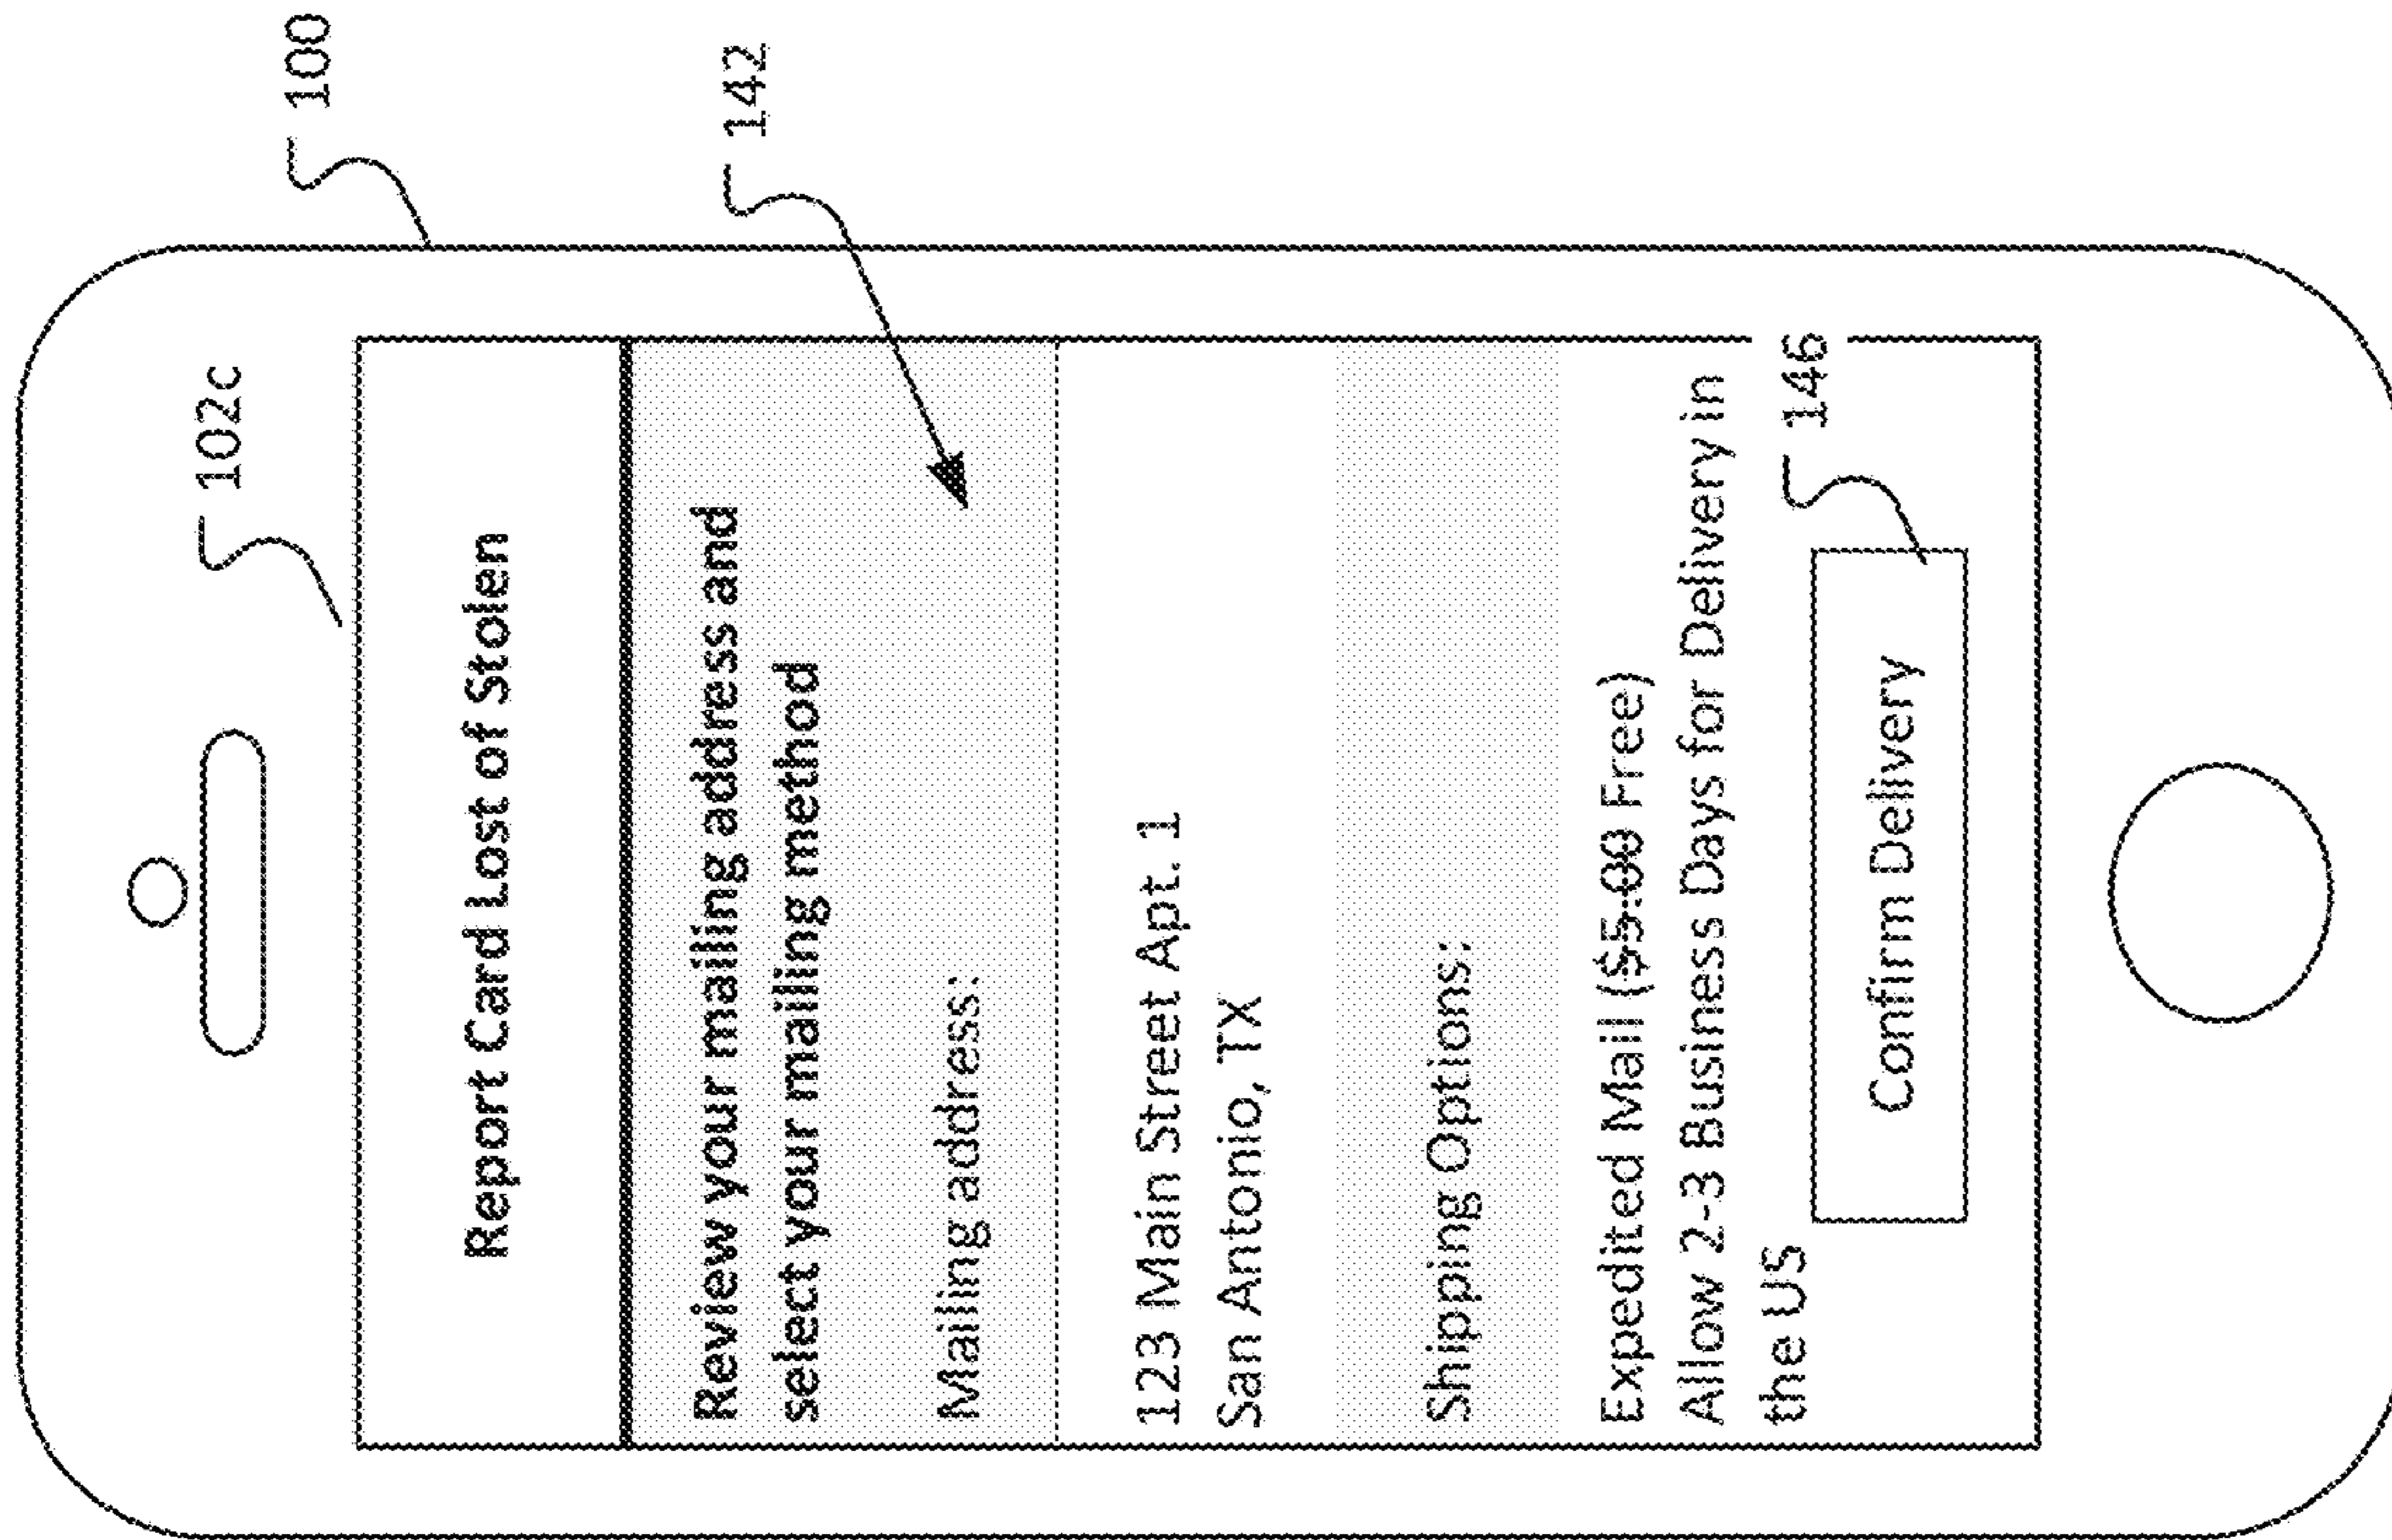 100
102c
142
Report Card Lost of Stolen
Review your mailing address and
select your mailing method
Mailing address:
123 Main Street Apt. 1
San Antonio, TX
Shipping Options:
Expedited Mail ($5.00 Free)
Allow 2-3 Business Days for Delivery in
the US
146
Confirm Delivery